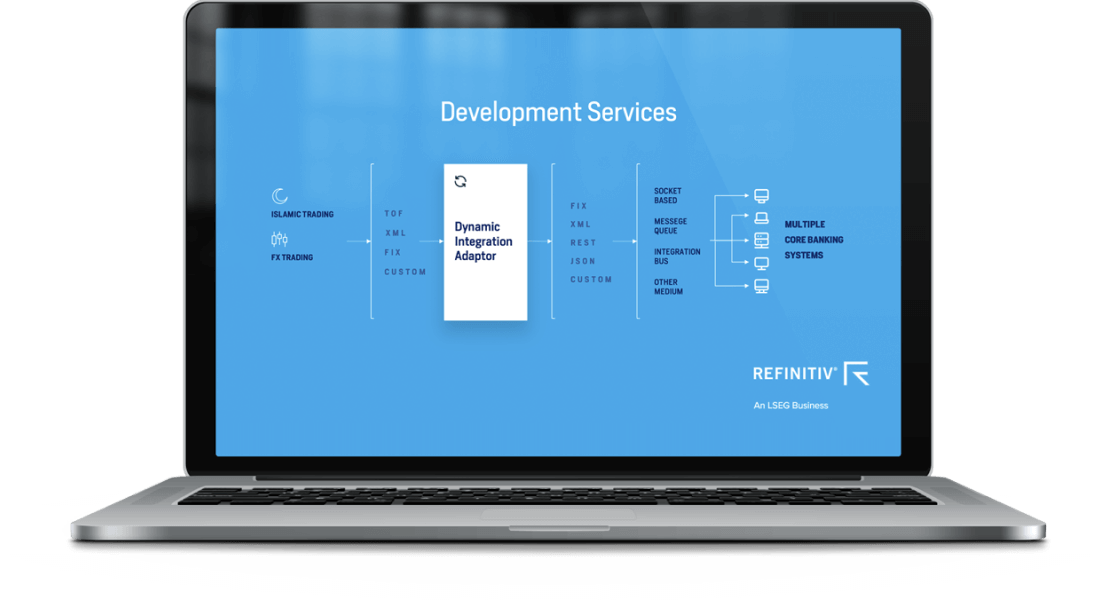 Development Services
ISLAMIC TRADING
FX TRADING
TOF
XML
FIX
CUSTOM
Dynamic
Integration
Adaptor
FIX
XML
REST
JSON
CUSTOM
SOCKET
BASED
MESSEGE
QUEUE
INTEGRATION
BUS
OTHER
MEDIUM
MULTIPLE
CORE BANKING
SYSTEMS
REFINITIV®
An LSEG Business